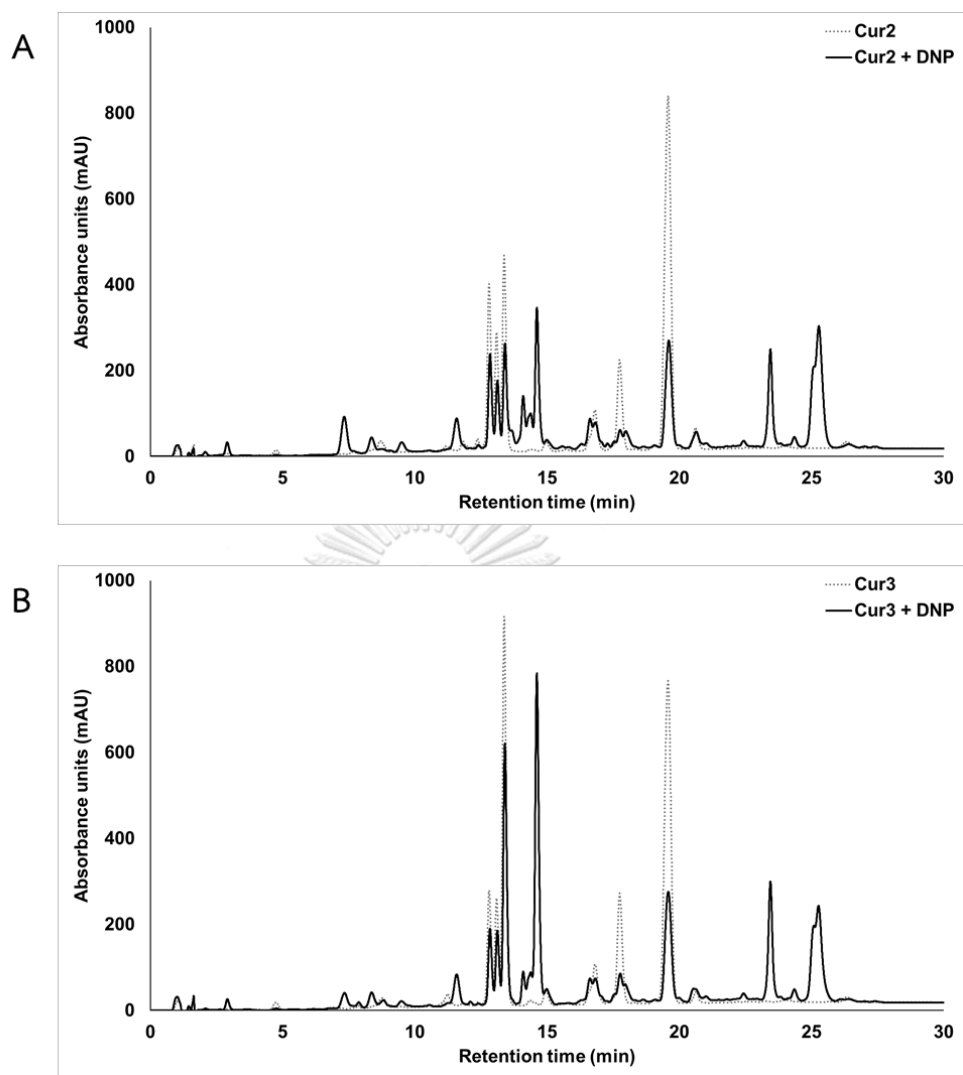 A
1000
800
600
400
200
0
Absorbance units (mAU)
Cur2
Cur2 + DNP
0 5 10 15 20 25 30
Retention time (min)
B
1000
800
600
400
200
0
Absorbance units (mAU)
Cur3
Cur3 + DNP
0 5 10 15 20 25 30
Retention time (min)